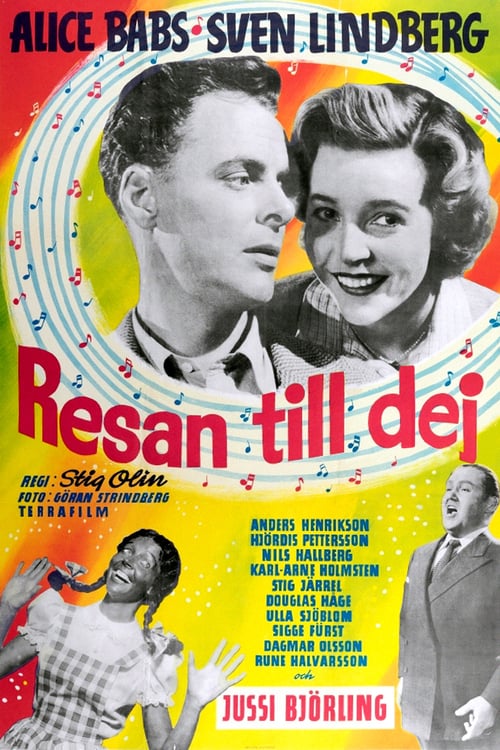 ALICE BABS SVEN LINDBERG
Resan till dej
REGI: Stig Olin
FOTO: GÖRAN STRINDBERG
TERRAFILM
ANDERS HENRIKSON
HJÖRDIS PETTERSON
NILS HALLBERG
KARL-ARNE HOLMSTEN
STIG JÄRREL
DOUGLAS HÅGE
ULLA SJÖBLOM
SIGGE FÜRST
DAGMAR OLSSON
RUNE HALVARSSON
och
JUSSI BJÖRLING